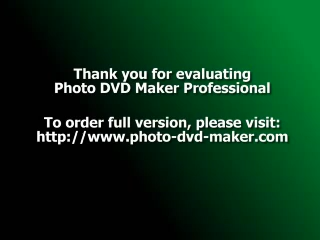 Thank you for evaluating
Photo DVD Maker Professional
To order full version, please visit:
http://www.photo-dvd-maker.com